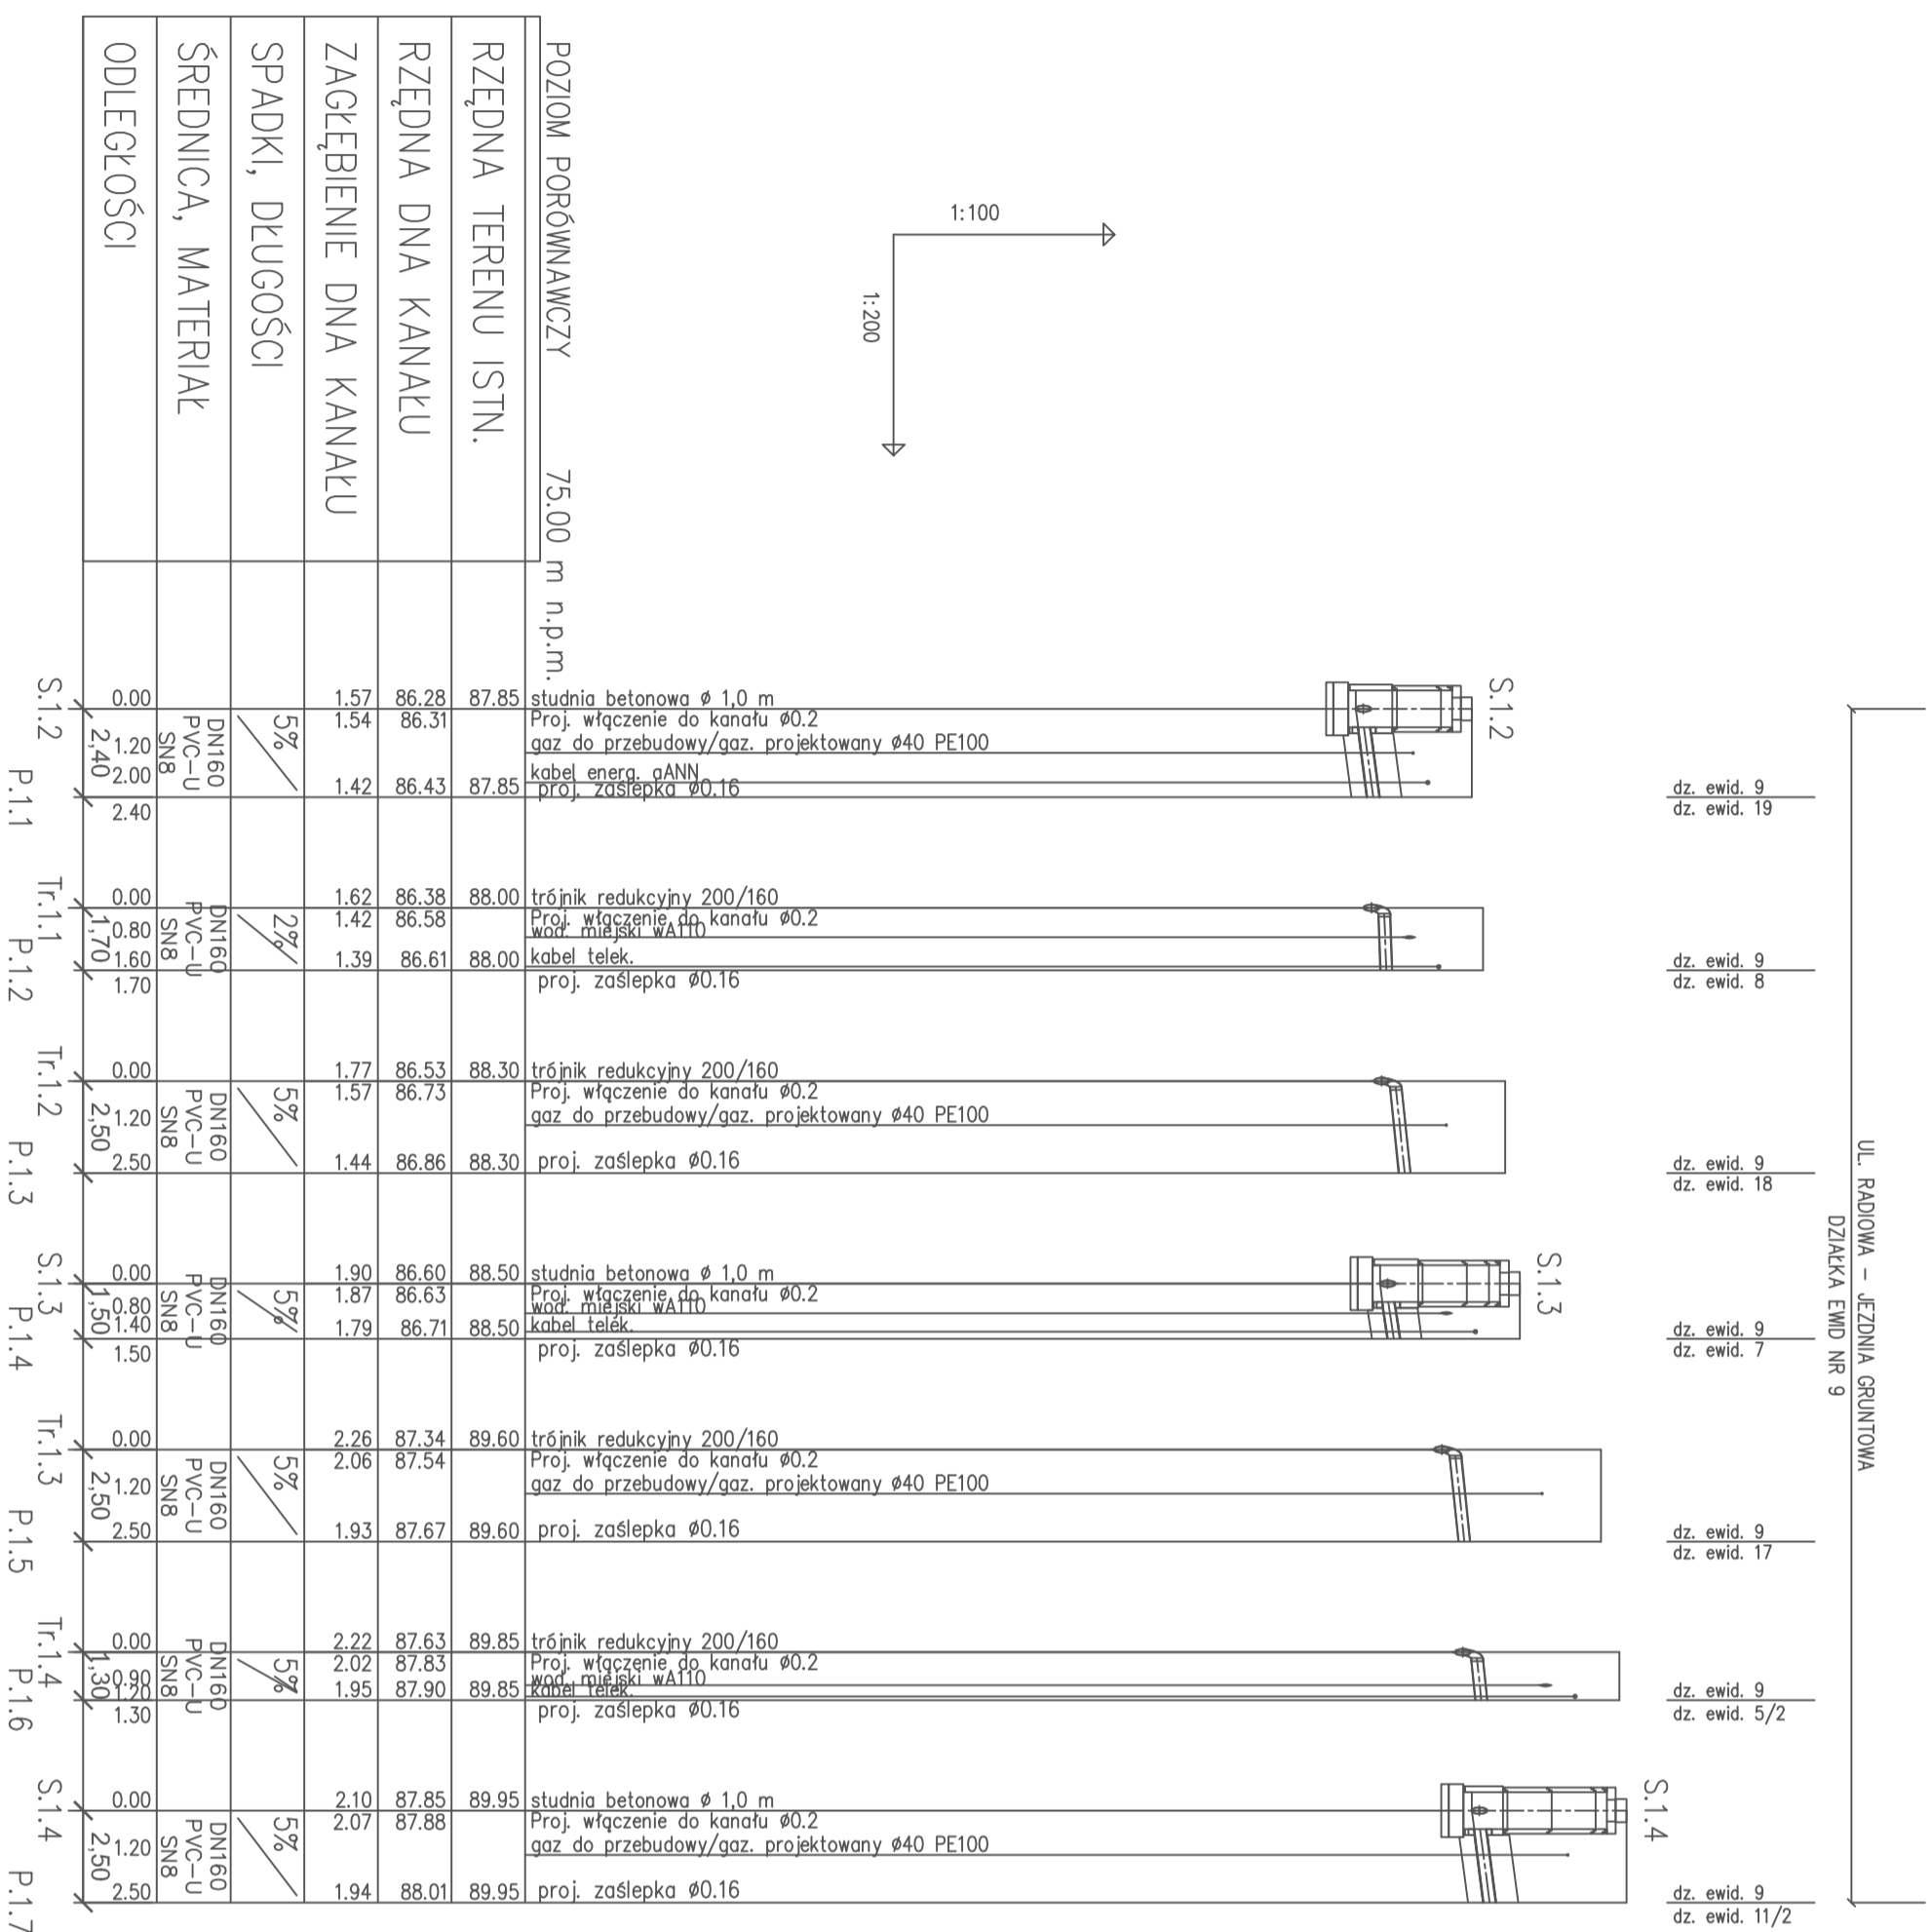 UL. RADIOWA – JEZDNIA GRUNTOWA
DZIAŁKA EWID NR 9
1:100
1:200
POZIOM PORÓWNAWCZY 75.00 m n.p.m.
RZĘDNA TERENU ISTN.
RZĘDNA DNA KANAŁU
ZAGŁĘBIENIE DNA KANAŁU
SPADKI, DŁUGOŚCI
ŚREDNICA, MATERIAŁ
ODLEGŁOŚCI
S.1.2
dz. ewid. 9
dz. ewid. 19
0.00 1.57 86.28 87.85 studnia betonowa ø 1,0 m
1.54 86.31 Proj. włączenie do kanału ø0.2
1.20 gaz do przebudowy/gaz. projektowany ø40 PE100
2.00 kabel energ. gANN
1.42 86.43 87.85 proj. zaślepka ø0.16
2.40
2,40
DN160
PVC–U
SN8
5%
S.1.2 P.1.1
dz. ewid. 9
dz. ewid. 8
0.00 1.62 86.38 88.00 trójnik redukcyjny 200/160
1.42 86.58 Proj. włączenie do kanału ø0.2
0.80 wod. miejski wA110
1.60 1.39 86.61 88.00 kabel telek.
1.70 proj. zaślepka ø0.16
1,70
DN160
PVC–U
SN8
2%
Tr.1.1 P.1.2
dz. ewid. 9
dz. ewid. 18
0.00 1.77 86.53 88.30 trójnik redukcyjny 200/160
1.57 86.73 Proj. włączenie do kanału ø0.2
1.20 gaz do przebudowy/gaz. projektowany ø40 PE100
2.50 1.44 86.86 88.30 proj. zaślepka ø0.16
2,50
DN160
PVC–U
SN8
5%
Tr.1.2 P.1.3
S.1.3
dz. ewid. 9
dz. ewid. 7
0.00 1.90 86.60 88.50 studnia betonowa ø 1,0 m
1.87 86.63 Proj. włączenie do kanału ø0.2
0.80 wod. miejski wA110
1.40 1.79 86.71 88.50 kabel telek.
1.50 proj. zaślepka ø0.16
1,50
DN160
PVC–U
SN8
5%
S.1.3 P.1.4
dz. ewid. 9
dz. ewid. 17
0.00 2.26 87.34 89.60 trójnik redukcyjny 200/160
2.06 87.54 Proj. włączenie do kanału ø0.2
1.20 gaz do przebudowy/gaz. projektowany ø40 PE100
2.50 1.93 87.67 89.60 proj. zaślepka ø0.16
2,50
DN160
PVC–U
SN8
5%
Tr.1.3 P.1.5
dz. ewid. 9
dz. ewid. 5/2
0.00 2.22 87.63 89.85 trójnik redukcyjny 200/160
2.02 87.83 Proj. włączenie do kanału ø0.2
0.90 wod. miejski wA110
1.20 1.95 87.90 89.85 kabel telek.
1.30 proj. zaślepka ø0.16
1,30
DN160
PVC–U
SN8
5%
Tr.1.4 P.1.6
S.1.4
dz. ewid. 9
dz. ewid. 11/2
0.00 2.10 87.85 89.95 studnia betonowa ø 1,0 m
2.07 87.88 Proj. włączenie do kanału ø0.2
1.20 gaz do przebudowy/gaz. projektowany ø40 PE100
2.50 1.94 88.01 89.95 proj. zaślepka ø0.16
2,50
DN160
PVC–U
SN8
5%
S.1.4 P.1.7